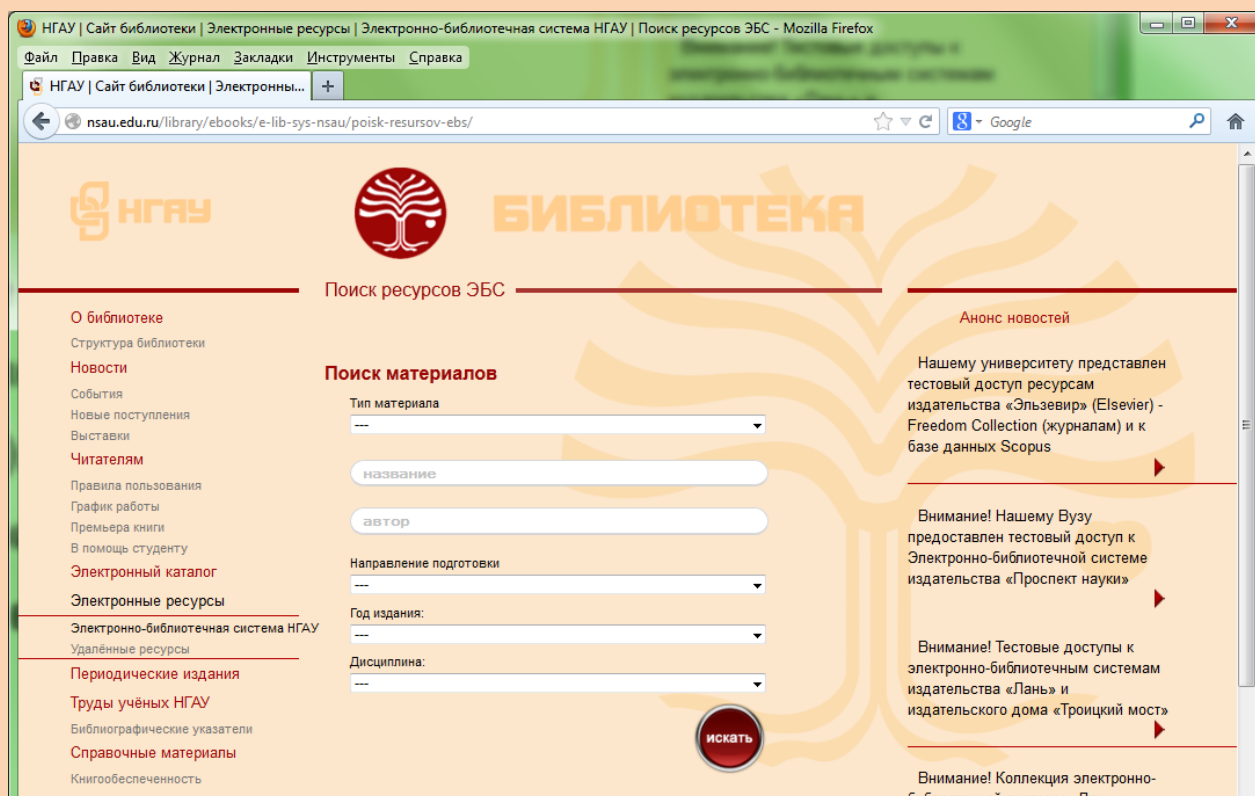 НГАУ | Сайт библиотеки | Электронные ресурсы | Электронно-библиотечная система НГАУ | Поиск ресурсов ЭБС - Mozilla Firefox
Файл Правка Вид Журнал Закладки Инструменты Справка
НГАУ | Сайт библиотеки | Электронны...
nsau.edu.ru/library/ebooks/e-lib-sys-nsau/poisk-resursov-ebs/
Google
НГАУ
БИБЛИОТЕКА
Поиск ресурсов ЭБС
О библиотеке
Структура библиотеки
Новости
События
Новые поступления
Выставки
Читателям
Правила пользования
График работы
Премьера книги
В помощь студенту
Электронный каталог
Электронные ресурсы
Электронно-библиотечная система НГАУ
Удалённые ресурсы
Периодические издания
Труды учёных НГАУ
Библиографические указатели
Справочные материалы
Книгообеспеченность
Поиск материалов
Тип материала
---
название
автор
Направление подготовки
---
Год издания:
---
Дисциплина:
---
искать
Анонс новостей
Нашему университету представлен
тестовый доступ ресурсам
издательства «Эльзевир» (Elsevier) -
Freedom Collection (журналам) и к
базе данных Scopus
Внимание! Нашему Вузу
предоставлен тестовый доступ к
Электронно-библиотечной системе
издательства «Проспект науки»
Внимание! Тестовые доступы к
электронно-библиотечным системам
издательства «Лань» и
издательского дома «Троицкий мост»
Внимание! Коллекция электронно-